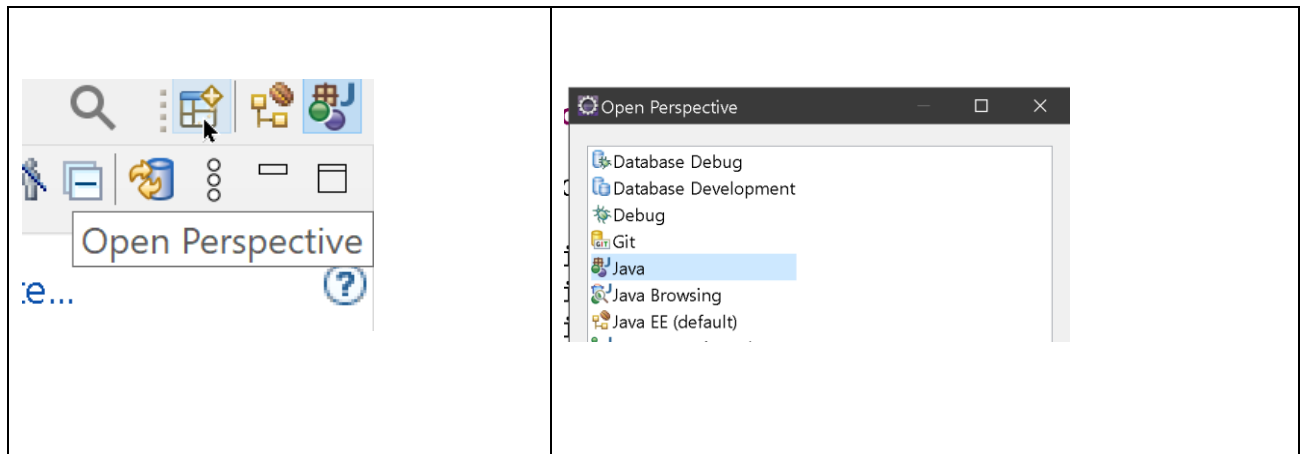 Open Perspective
te...
Open Perspective
Database Debug
Database Development
Debug
GIT Git
Java
Java Browsing
Java EE (default)